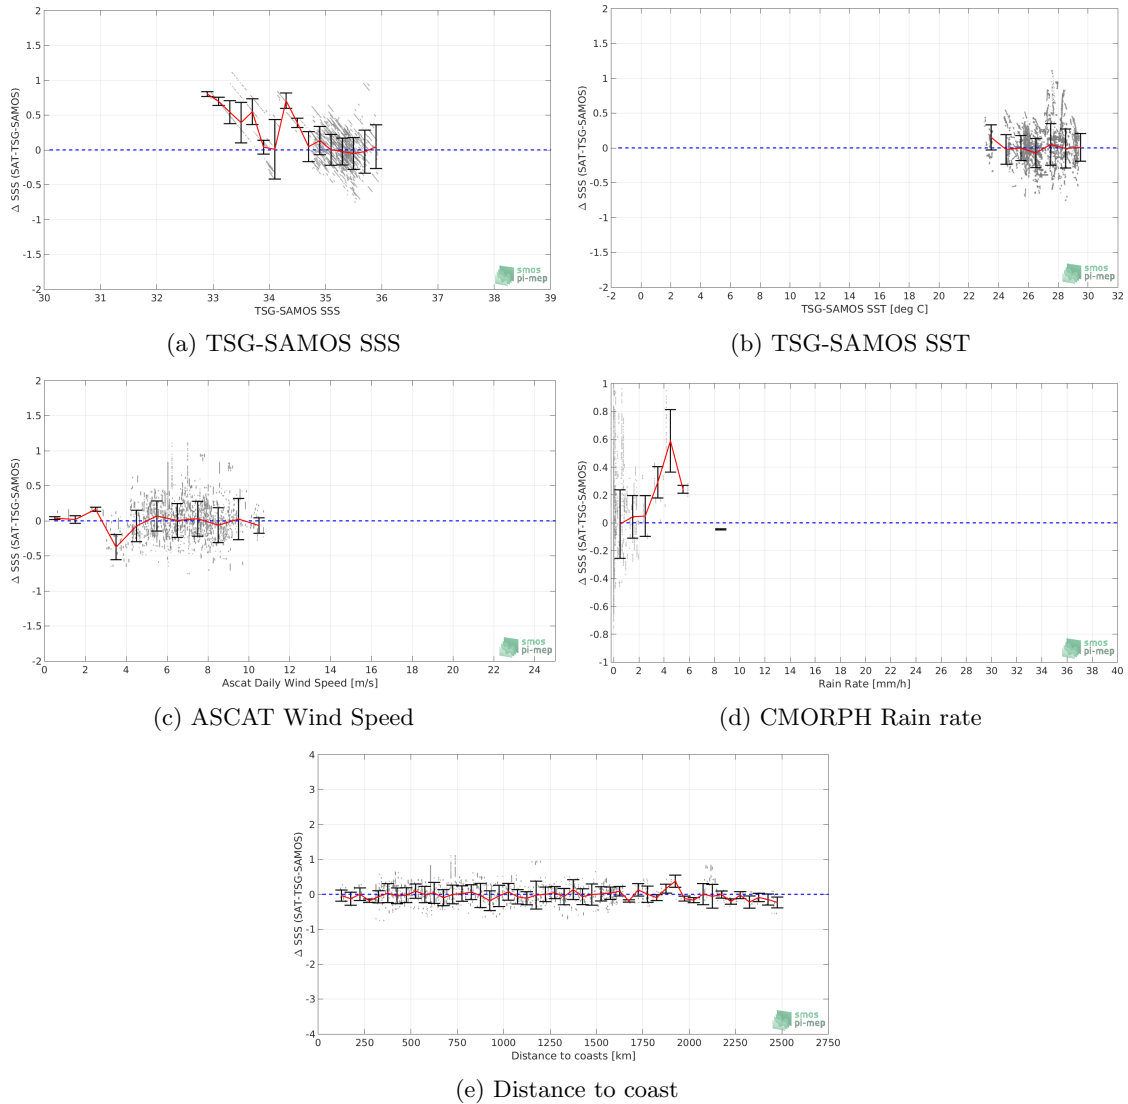 2
1.5
1
0.5
0
-0.5
-1
-1.5
-2
Δ SSS (SAT-TSG-SAMOS)
30 31 32 33 34 35 36 37 38 39
TSG-SAMOS SSS
smos
pi-mep
(a) TSG-SAMOS SSS
2
1.5
1
0.5
0
-0.5
-1
-1.5
-2
Δ SSS (SAT-TSG-SAMOS)
-2 0 2 4 6 8 10 12 14 16 18 20 22 24 26 28 30 32
TSG-SAMOS SST [deg C]
smos
pi-mep
(b) TSG-SAMOS SST
2
1.5
1
0.5
0
-0.5
-1
-1.5
-2
Δ SSS (SAT-TSG-SAMOS)
0 2 4 6 8 10 12 14 16 18 20 22 24
Ascat Daily Wind Speed [m/s]
smos
pi-mep
(c) ASCAT Wind Speed
1
0.8
0.6
0.4
0.2
0
-0.2
-0.4
-0.6
-0.8
-1
Δ SSS (SAT-TSG-SAMOS)
0 2 4 6 8 10 12 14 16 18 20 22 24 26 28 30 32 34 36 38 40
Rain Rate [mm/h]
smos
pi-mep
(d) CMORPH Rain rate
4
3
2
1
0
-1
-2
-3
-4
Δ SSS (SAT-TSG-SAMOS)
0 250 500 750 1000 1250 1500 1750 2000 2250 2500 2750
Distance to coasts [km]
smos
pi-mep
(e) Distance to coast